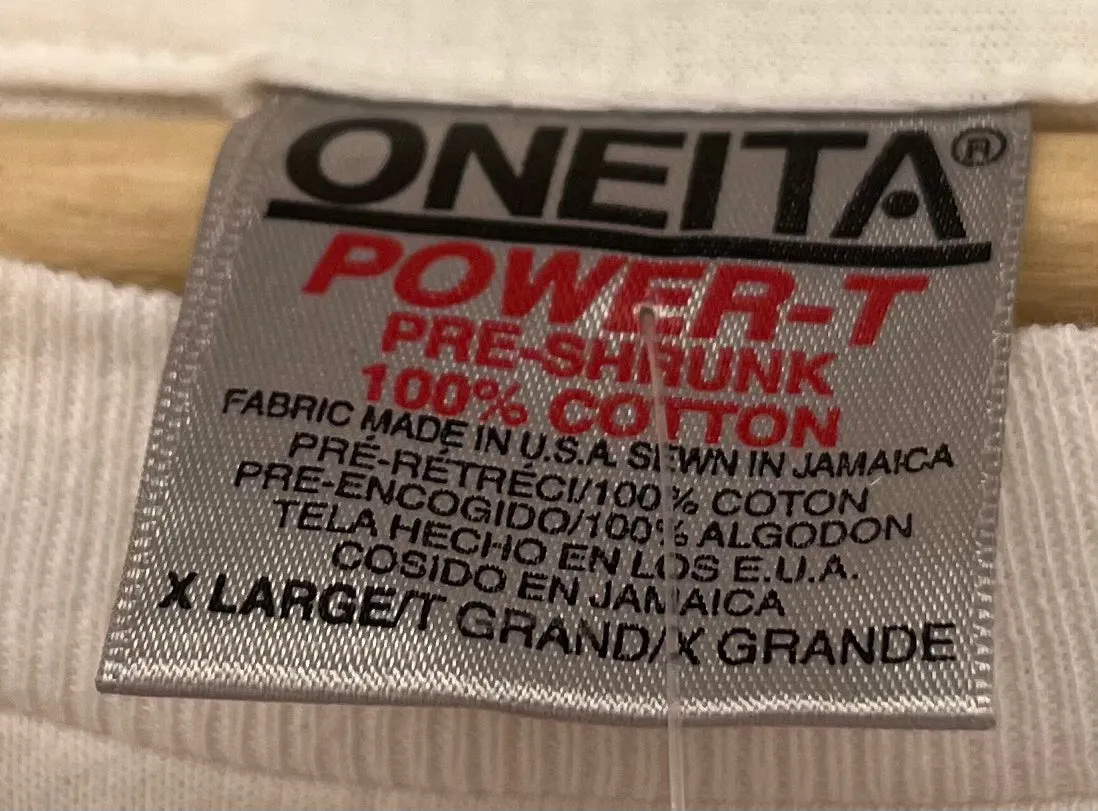 ONEITA®
POWER-T
PRE-SHRUNK
100% COTTON
FABRIC MADE IN U.S.A. SEWN IN JAMAICA
PRÉ-RÉTRÉCI/100% COTON
PRE-ENCOGIDO/100% ALGODON
TELA HECHO EN LOS E.U.A.
COSIDO EN JAMAICA
X LARGE/T GRAND/X GRANDE